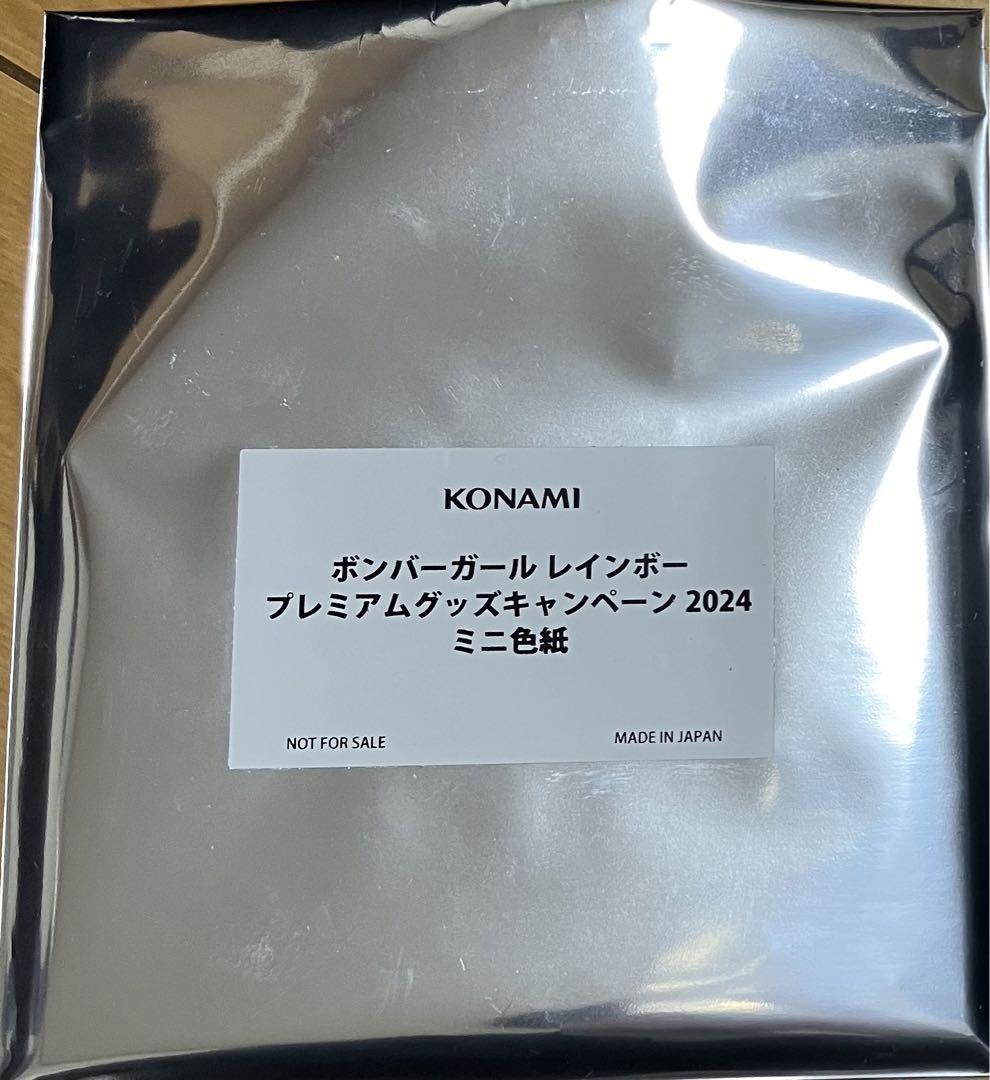 KONAMI
ボンバーガール レインボー
プレミアムグッズキャンペーン 2024
ミニ色紙
NOT FOR SALE
MADE IN JAPAN